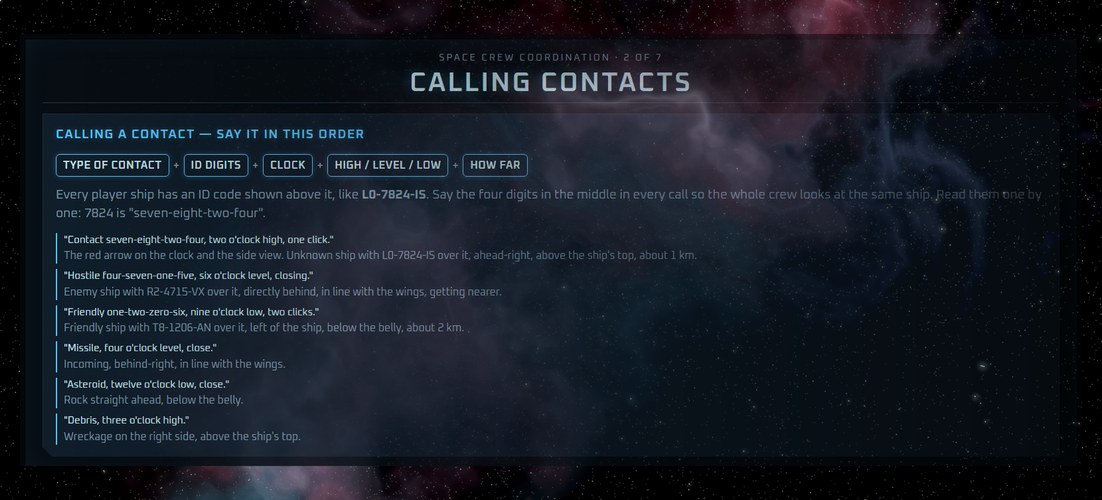 SPACE CREW COORDINATION · 2 OF 7
CALLING CONTACTS
CALLING A CONTACT — SAY IT IN THIS ORDER
TYPE OF CONTACT + ID DIGITS + CLOCK + HIGH / LEVEL / LOW + HOW FAR
Every player ship has an ID code shown above it, like L0-7824-IS. Say the four digits in the middle in every call so the whole crew looks at the same ship. Read them one by
one: 7824 is "seven-eight-two-four".
"Contact seven-eight-two-four, two o'clock high, one click."
The red arrow on the clock and the side view. Unknown ship with L0-7824-IS over it, ahead-right, above the ship's top, about 1 km.
"Hostile four-seven-one-five, six o'clock level, closing."
Enemy ship with R2-4715-VX over it, directly behind, in line with the wings, getting nearer.
"Friendly one-two-zero-six, nine o'clock low, two clicks."
Friendly ship with T8-1206-AN over it, left of the ship, below the belly, about 2 km.
"Missile, four o'clock level, close."
Incoming, behind-right, in line with the wings.
"Asteroid, twelve o'clock low, close."
Rock straight ahead, below the belly.
"Debris, three o'clock high."
Wreckage on the right side, above the ship's top.